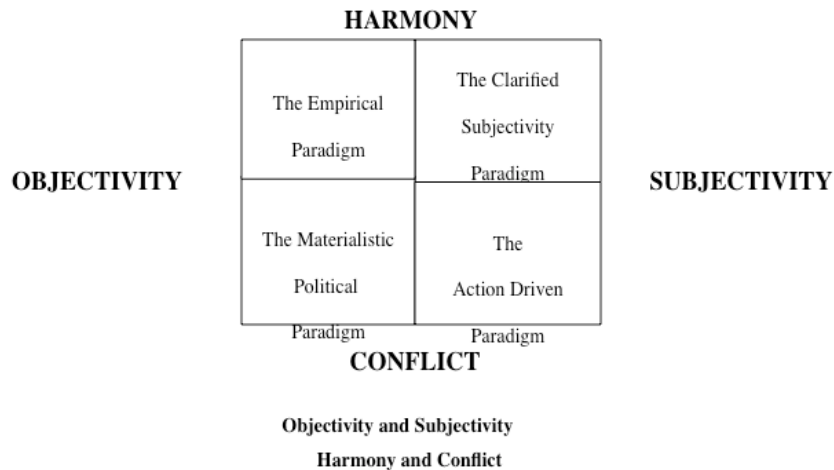 HARMONY
The Empirical
Paradigm
The Clarified
Subjectivity
Paradigm
OBJECTIVITY
SUBJECTIVITY
The Materialistic
Political
Paradigm
The
Action Driven
Paradigm
CONFLICT
Objectivity and Subjectivity
Harmony and Conflict